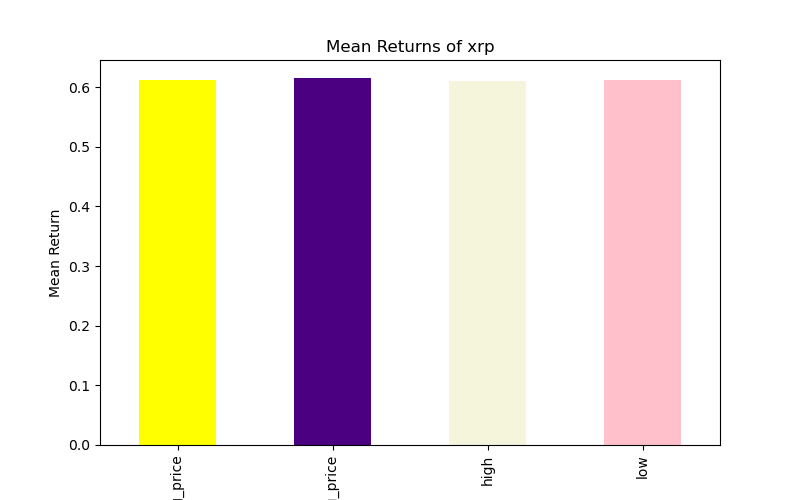 Mean Returns of xrp
Mean Return
0.6
0.5
0.4
0.3
0.2
0.1
0.0
_price
_price
high
low